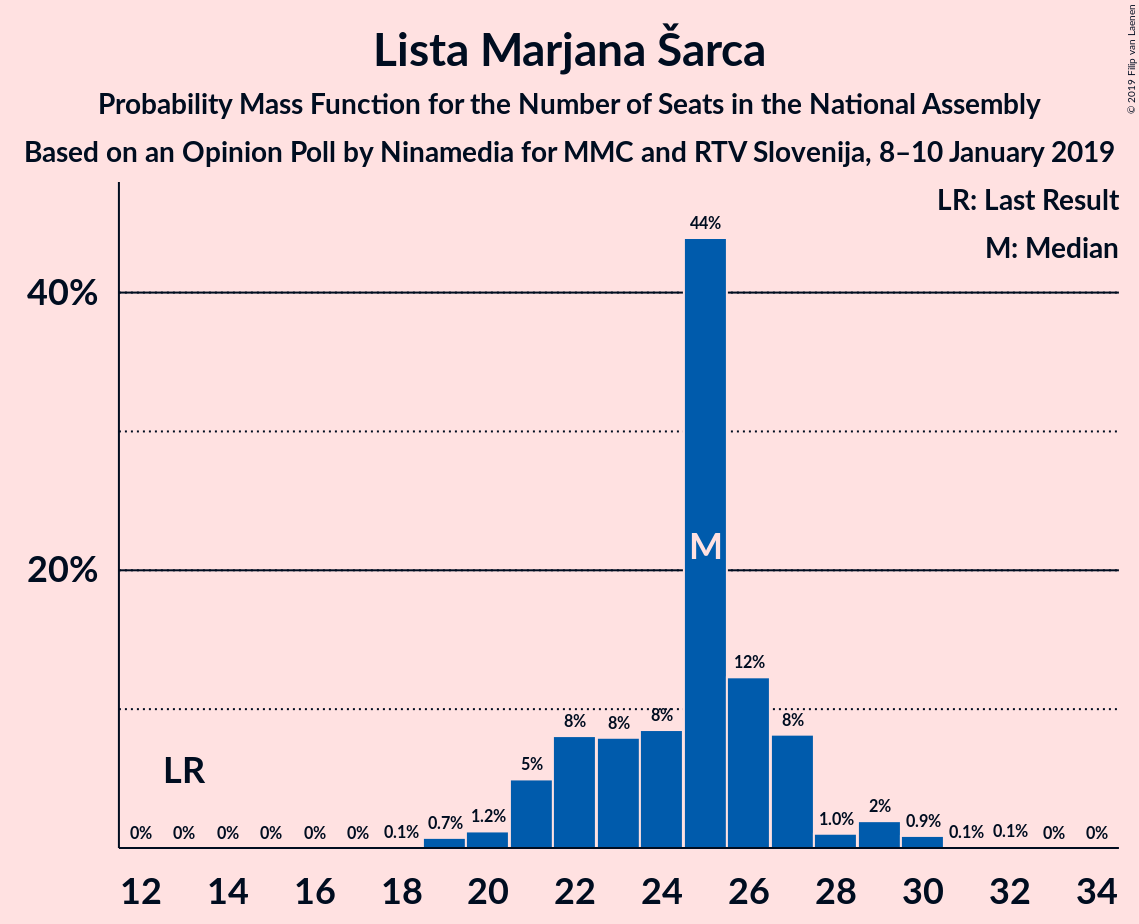 Lista Marjana Šarca
Probability Mass Function for the Number of Seats in the National Assembly
Based on an Opinion Poll by Ninamedia for MMC and RTV Slovenija, 8–10 January 2019
© 2019 Filip van Laenen
LR: Last Result
M: Median
40%
20%
LR
M
0% 0% 0% 0% 0% 0% 0.1% 0.7% 1.2% 5% 8% 8% 8% 44% 12% 8% 1.0% 2% 0.9% 0.1% 0.1% 0% 0%
12 14 16 18 20 22 24 26 28 30 32 34